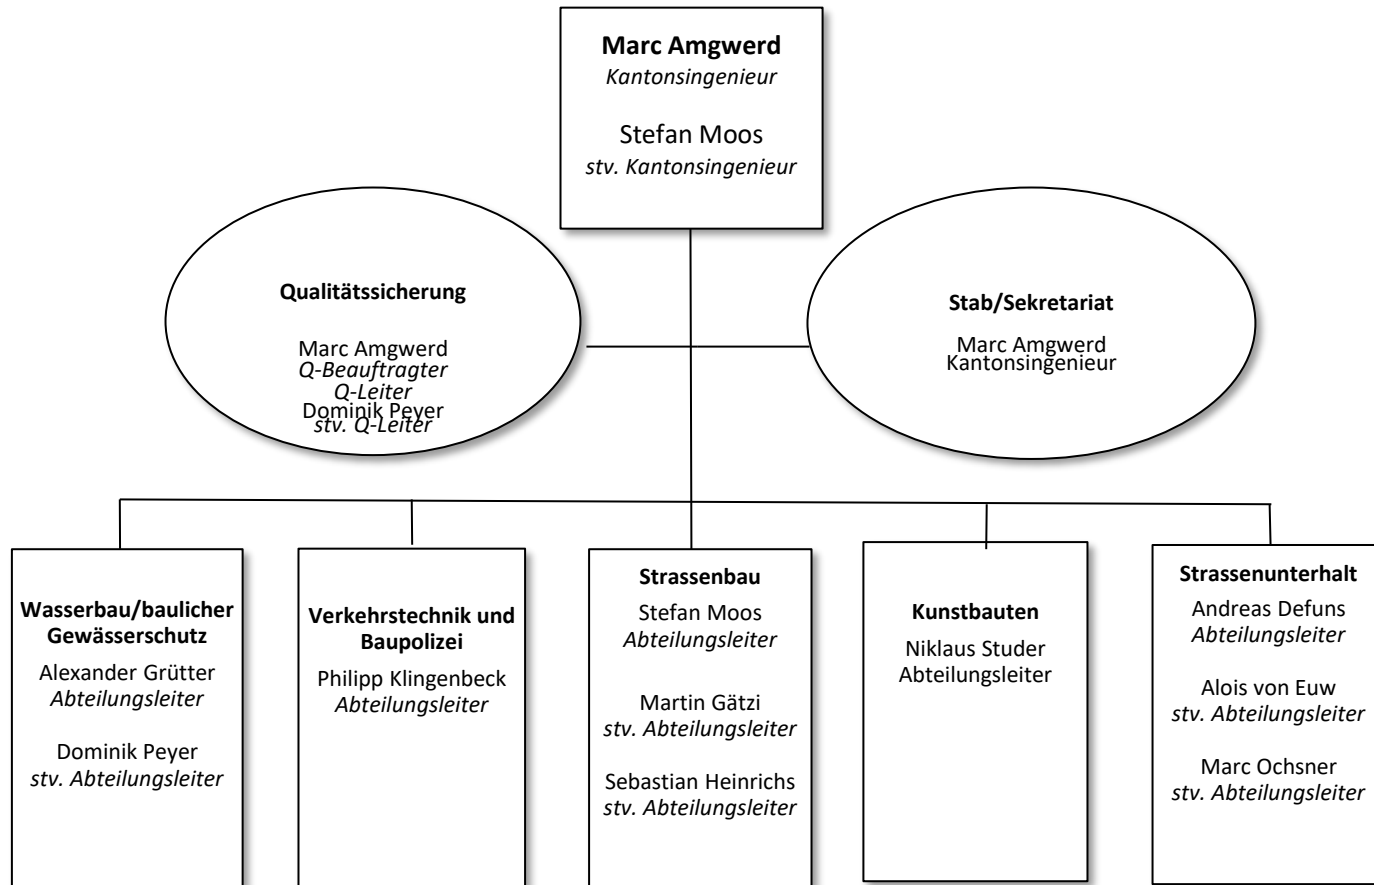 Marc Amgwerd
Kantonsingenieur
Stefan Moos
stv. Kantonsingenieur
Qualitätssicherung
Marc Amgwerd
Q-Beauftragter
Q-Leiter
Dominik Peyer
stv. Q-Leiter
Stab/Sekretariat
Marc Amgwerd
Kantonsingenieur
Wasserbau/baulicher
Gewässerschutz
Alexander Grütter
Abteilungsleiter
Dominik Peyer
stv. Abteilungsleiter
Verkehrstechnik und
Baupolizei
Philipp Klingenbeck
Abteilungsleiter
Strassenbau
Stefan Moos
Abteilungsleiter
Martin Gätzi
stv. Abteilungsleiter
Sebastian Heinrichs
stv. Abteilungsleiter
Kunstbauten
Niklaus Studer
Abteilungsleiter
Strassenunterhalt
Andreas Defuns
Abteilungsleiter
Alois von Euw
stv. Abteilungsleiter
Marc Ochsner
stv. Abteilungsleiter